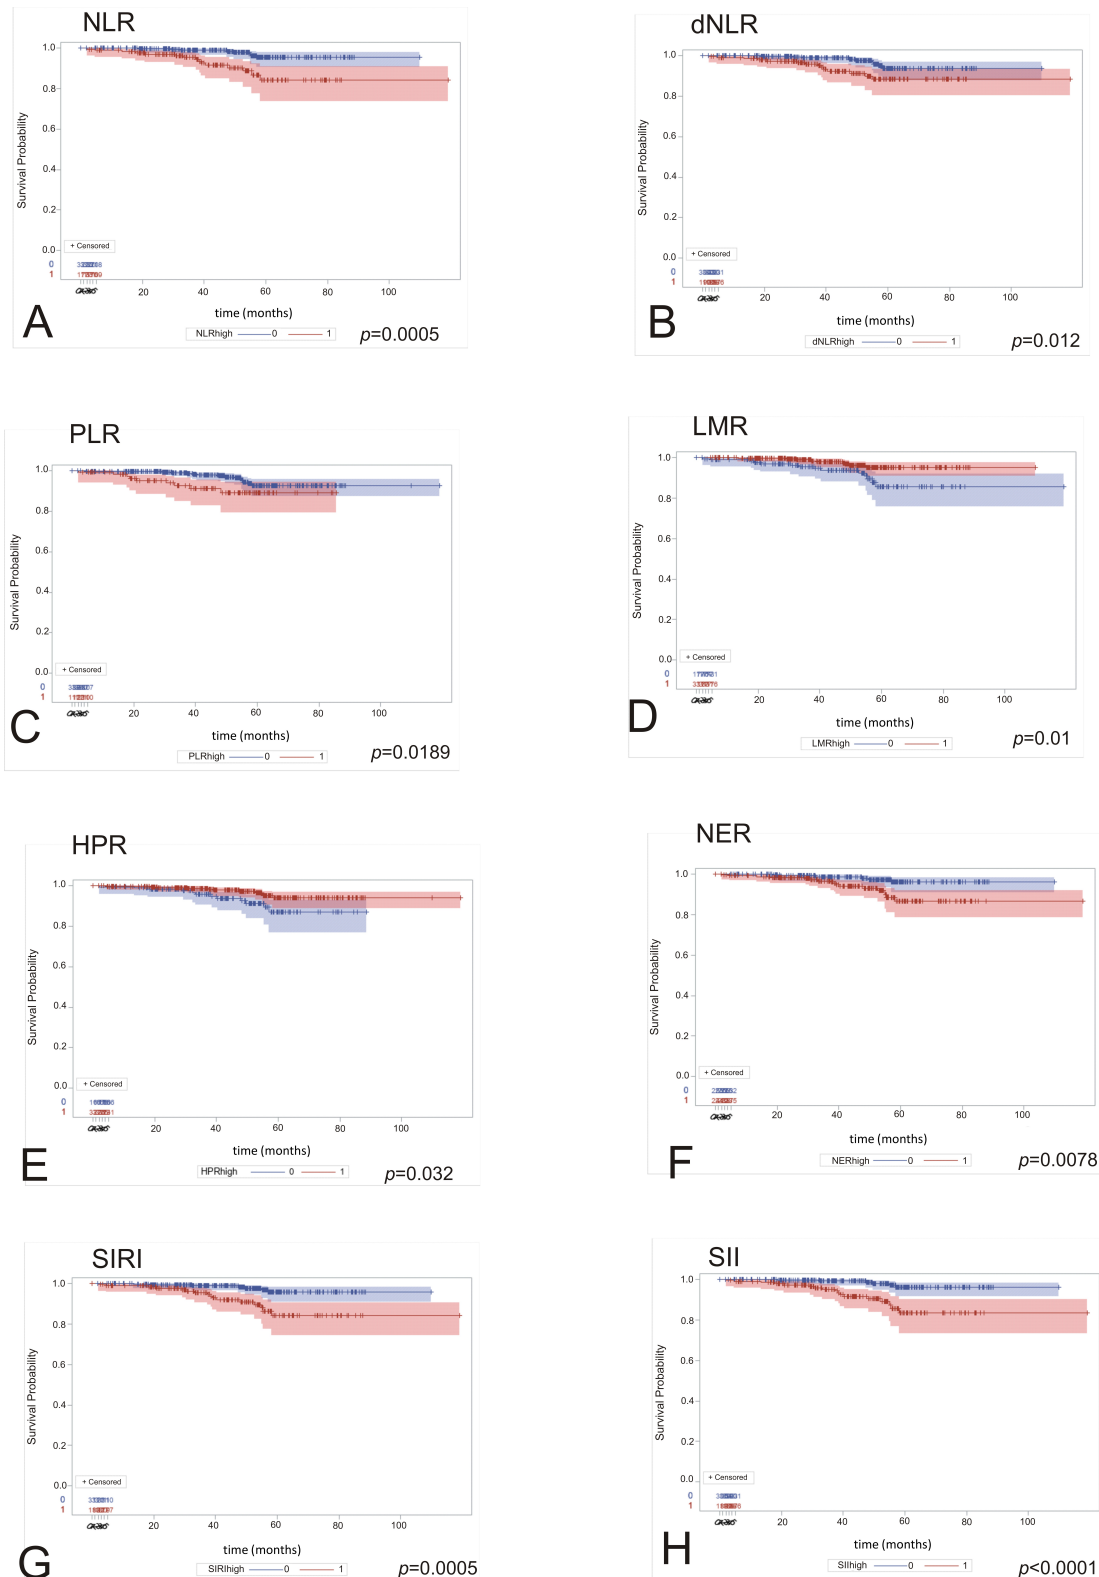 NLR
Survival Probability
1.0
0.8
0.6
0.4
0.2
0.0
+ Censored
0
1
20 40 60 80 100
time (months)
NLRhigh 0 1
A
p=0.0005
dNLR
Survival Probability
1.0
0.8
0.6
0.4
0.2
0.0
+ Censored
0
1
20 40 60 80 100
time (months)
dNLRhigh 0 1
B
p=0.012
PLR
Survival Probability
1.0
0.8
0.6
0.4
0.2
0.0
+ Censored
0
1
20 40 60 80 100
time (months)
PLRhigh 0 1
C
p=0.0189
LMR
Survival Probability
1.0
0.8
0.6
0.4
0.2
0.0
+ Censored
0
1
20 40 60 80 100
time (months)
LMRhigh 0 1
D
p=0.01
HPR
Survival Probability
1.0
0.8
0.6
0.4
0.2
0.0
+ Censored
0
1
20 40 60 80 100
time (months)
HPRhigh 0 1
E
p=0.032
NER
Survival Probability
1.0
0.8
0.6
0.4
0.2
0.0
+ Censored
0
1
20 40 60 80 100
time (months)
NERhigh 0 1
F
p=0.0078
SIRI
Survival Probability
1.0
0.8
0.6
0.4
0.2
0.0
+ Censored
0
1
20 40 60 80 100
time (months)
SIRIhigh 0 1
G
p=0.0005
SII
Survival Probability
1.0
0.8
0.6
0.4
0.2
0.0
+ Censored
0
1
20 40 60 80 100
time (months)
SIIhigh 0 1
H
p<0.0001